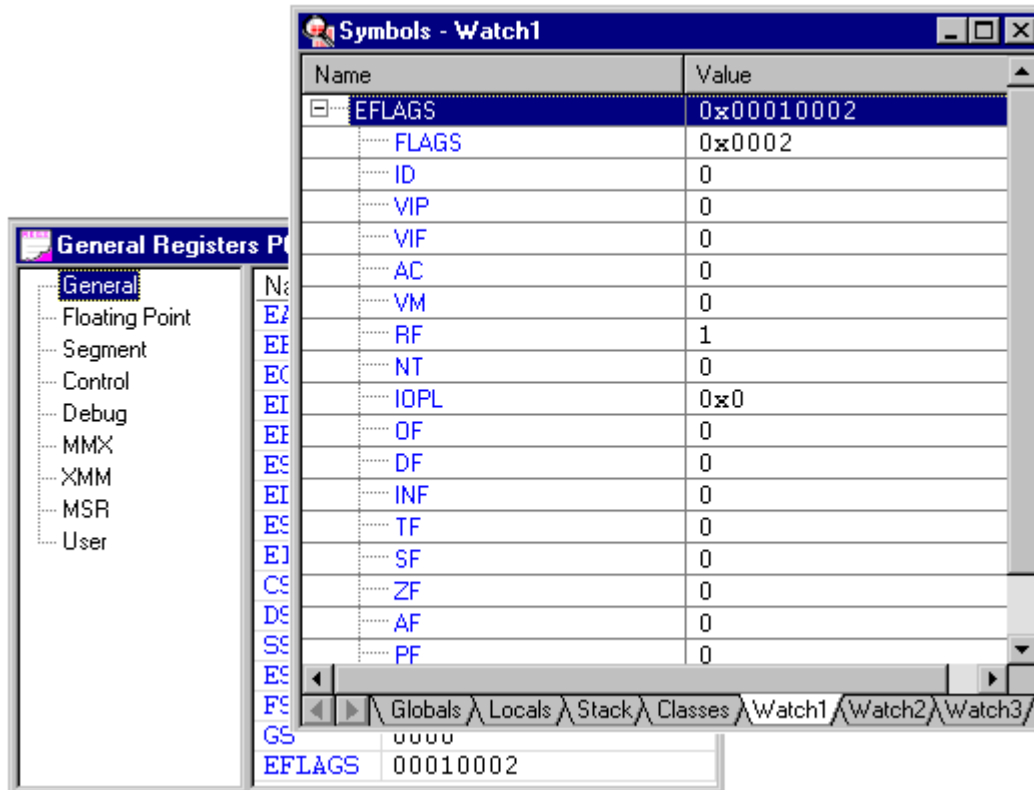 Symbols - Watch1
Name Value
EFLAGS 0x00010002
FLAGS 0x0002
ID 0
VIP 0
VIF 0
AC 0
VM 0
RF 1
NT 0
IOPL 0x0
OF 0
DF 0
INF 0
TF 0
SF 0
ZF 0
AF 0
PF 0
Globals Locals Stack Classes Watch1 Watch2 Watch3
General Registers
General
Floating Point
Segment
Control
Debug
MMX
XMM
MSR
User
GS 0000
EFLAGS 00010002